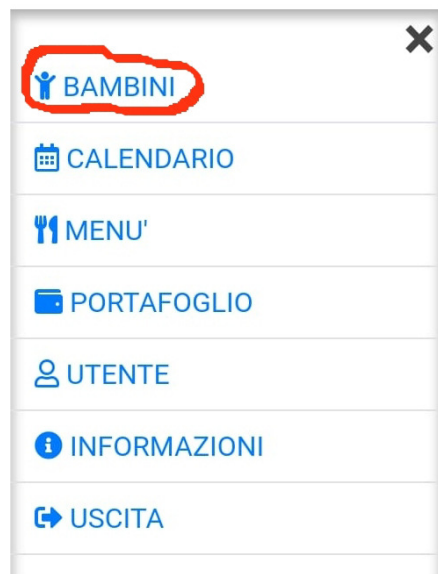 BAMBINI
CALENDARIO
MENU'
PORTAFOGLIO
UTENTE
INFORMAZIONI
USCITA